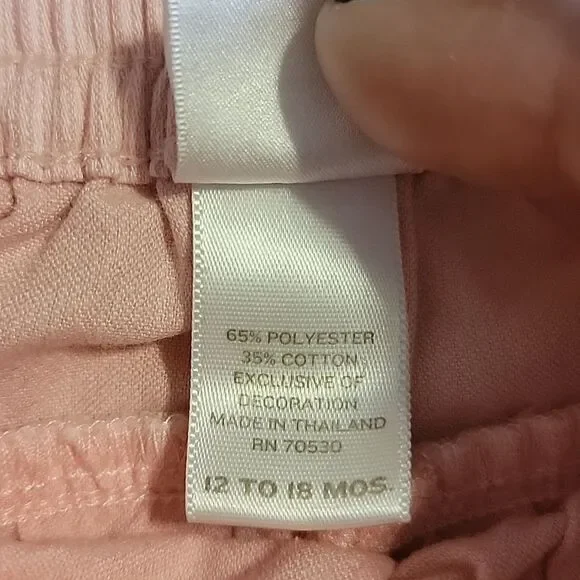 65% POLYESTER
35% COTTON
EXCLUSIVE OF
DECORATION
MADE IN THAILAND
RN 70530
12 TO 18 MOS.